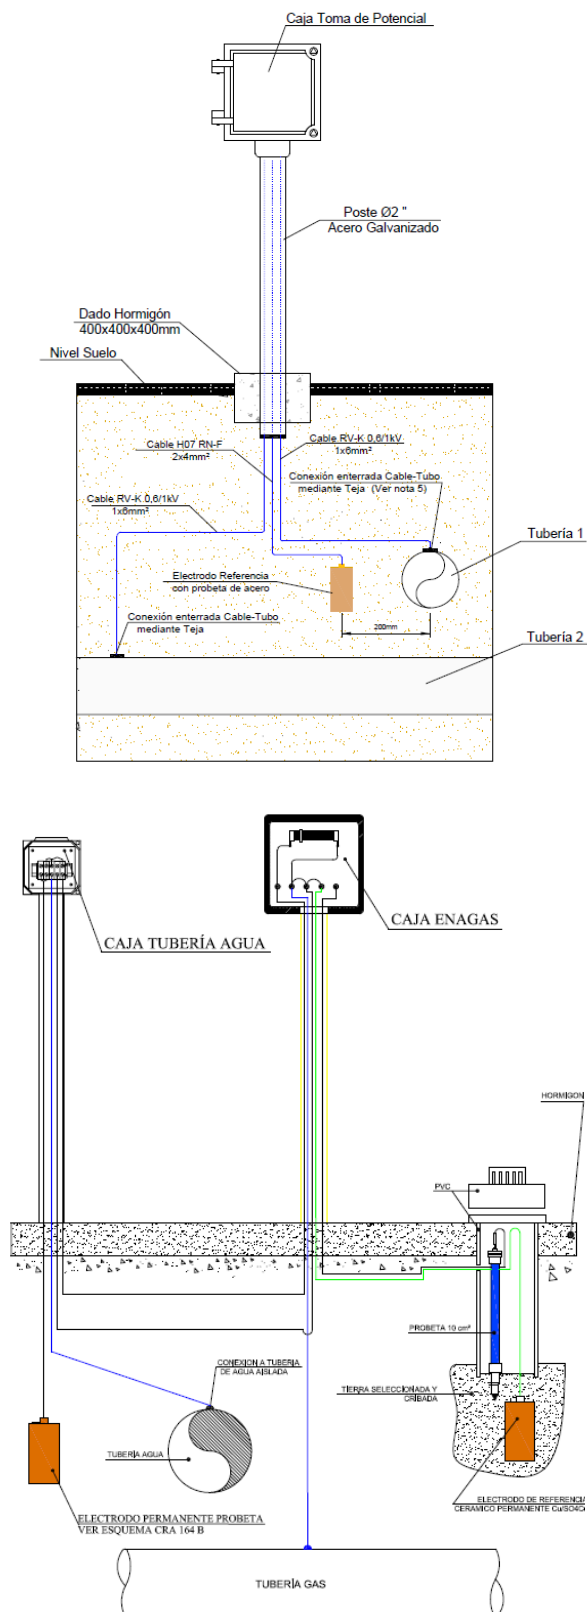 Caja Toma de Potencial
Poste Ø2 "
Acero Galvanizado
Dado Hormigón
400x400x400mm
Nivel Suelo
Cable H07 RN-F
2x4mm²
Cable RV-K 0,6/1kV
1x6mm²
Conexión enterrada Cable-Tubo
mediante Teja (Ver nota 5)
Cable RV-K 0,6/1kV
1x6mm²
Tubería 1
Electrodo Referencia
con probeta de acero
200mm
Conexión enterrada Cable-Tubo
mediante Teja
Tubería 2
CAJA TUBERÍA AGUA
CAJA ENAGAS
HORMIGON
PVC
PROBETA 10 cm²
CONEXION A TUBERIA
DE AGUA AISLADA
TIERRA SELECCIONADA Y
CRIBADA
TUBERÍA AGUA
ELECTRODO PERMANENTE PROBETA
VER ESQUEMA CRA 164 B
ELECTRODO DE REFERENCIA
CERAMICO PERMANENTE
TUBERÍA GAS